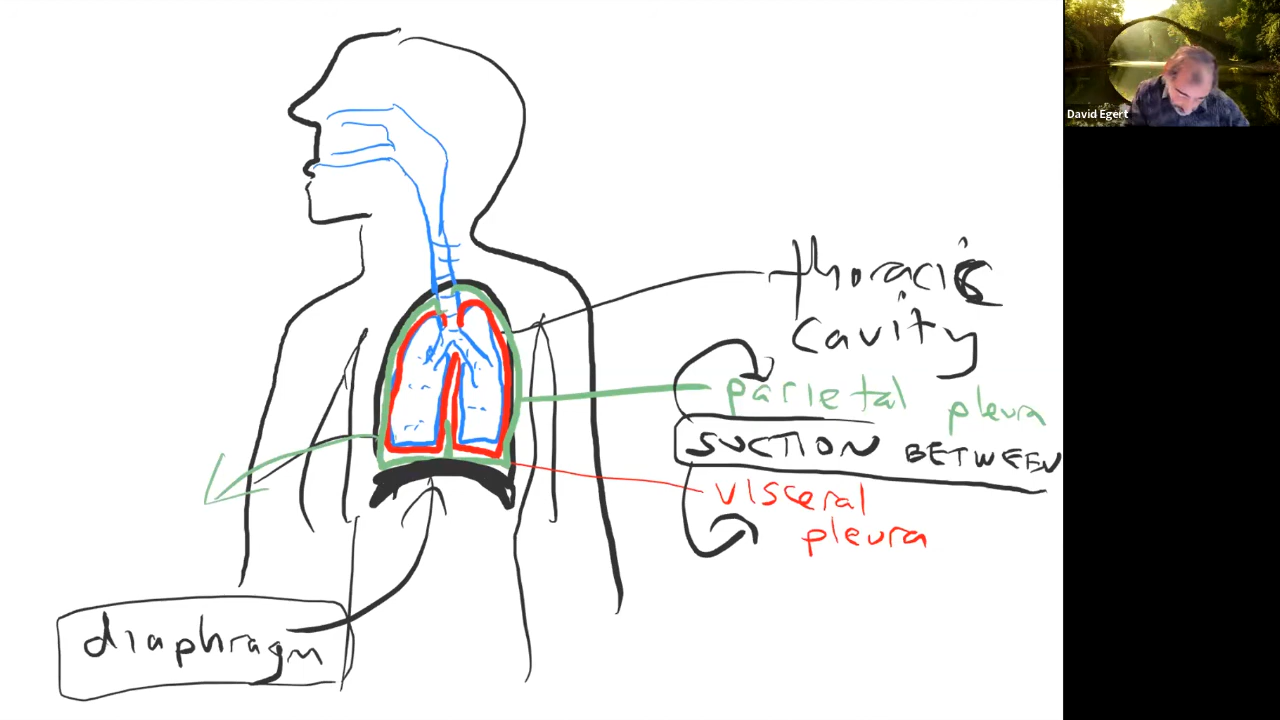 David Egert
thoracic
cavity
parietal pleura
SUCTION BETWEEN
visceral
pleura
diaphragm